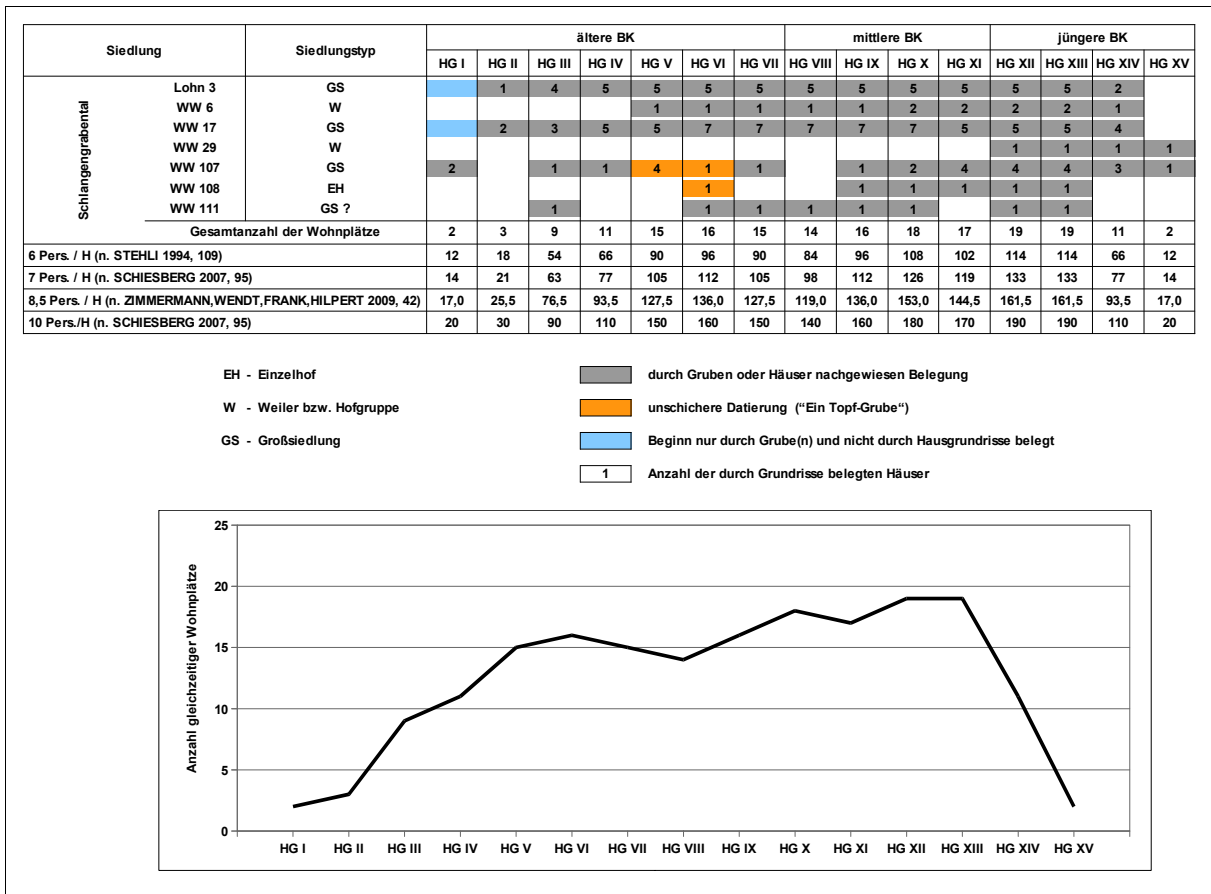 Siedlung Siedlungstyp ältere BK mittlere BK jüngere BK
HG I HG II HG III HG IV HG V HG VI HG VII HG VIII HG IX HG X HG XI HG XII HG XIII HG XIV HG XV
Schlangengrabental
Lohn 3 GS 1 4 5 5 5 5 5 5 5 5 5 5 2
WW 6 W 1 1 1 1 1 2 2 2 2 1
WW 17 GS 2 3 5 5 7 7 7 7 7 5 5 5 4
WW 29 W 1 1 1 1
WW 107 GS 2 1 1 4 1 1 1 2 4 4 4 3 1
WW 108 EH 1 1 1 1 1 1
WW 111 GS ? 1 1 1 1 1 1 1 1
Gesamtanzahl der Wohnplätze 2 3 9 11 15 16 15 14 16 18 17 19 19 11 2
6 Pers. / H (n. STEHLI 1994, 109) 12 18 54 66 90 96 90 84 96 108 102 114 114 66 12
7 Pers. / H (n. SCHIESBERG 2007, 95) 14 21 63 77 105 112 105 98 112 126 119 133 133 77 14
8,5 Pers. / H (n. ZIMMERMANN,WENDT,FRANK,HILPERT 2009, 42) 17,0 25,5 76,5 93,5 127,5 136,0 127,5 119,0 136,0 153,0 144,5 161,5 161,5 93,5 17,0
10 Pers./H (n. SCHIESBERG 2007, 95) 20 30 90 110 150 160 150 140 160 180 170 190 190 110 20
EH - Einzelhof durch Gruben oder Häuser nachgewiesen Belegung
W - Weiler bzw. Hofgruppe unschichere Datierung (“Ein Topf-Grube“)
GS - Großsiedlung Beginn nur durch Grube(n) und nicht durch Hausgrundrisse belegt
1 Anzahl der durch Grundrisse belegten Häuser
Anzahl gleichzeitiger Wohnplätze
25
20
15
10
5
0
HG I HG II HG III HG IV HG V HG VI HG VII HG VIII HG IX HG X HG XI HG XII HG XIII HG XIV HG XV